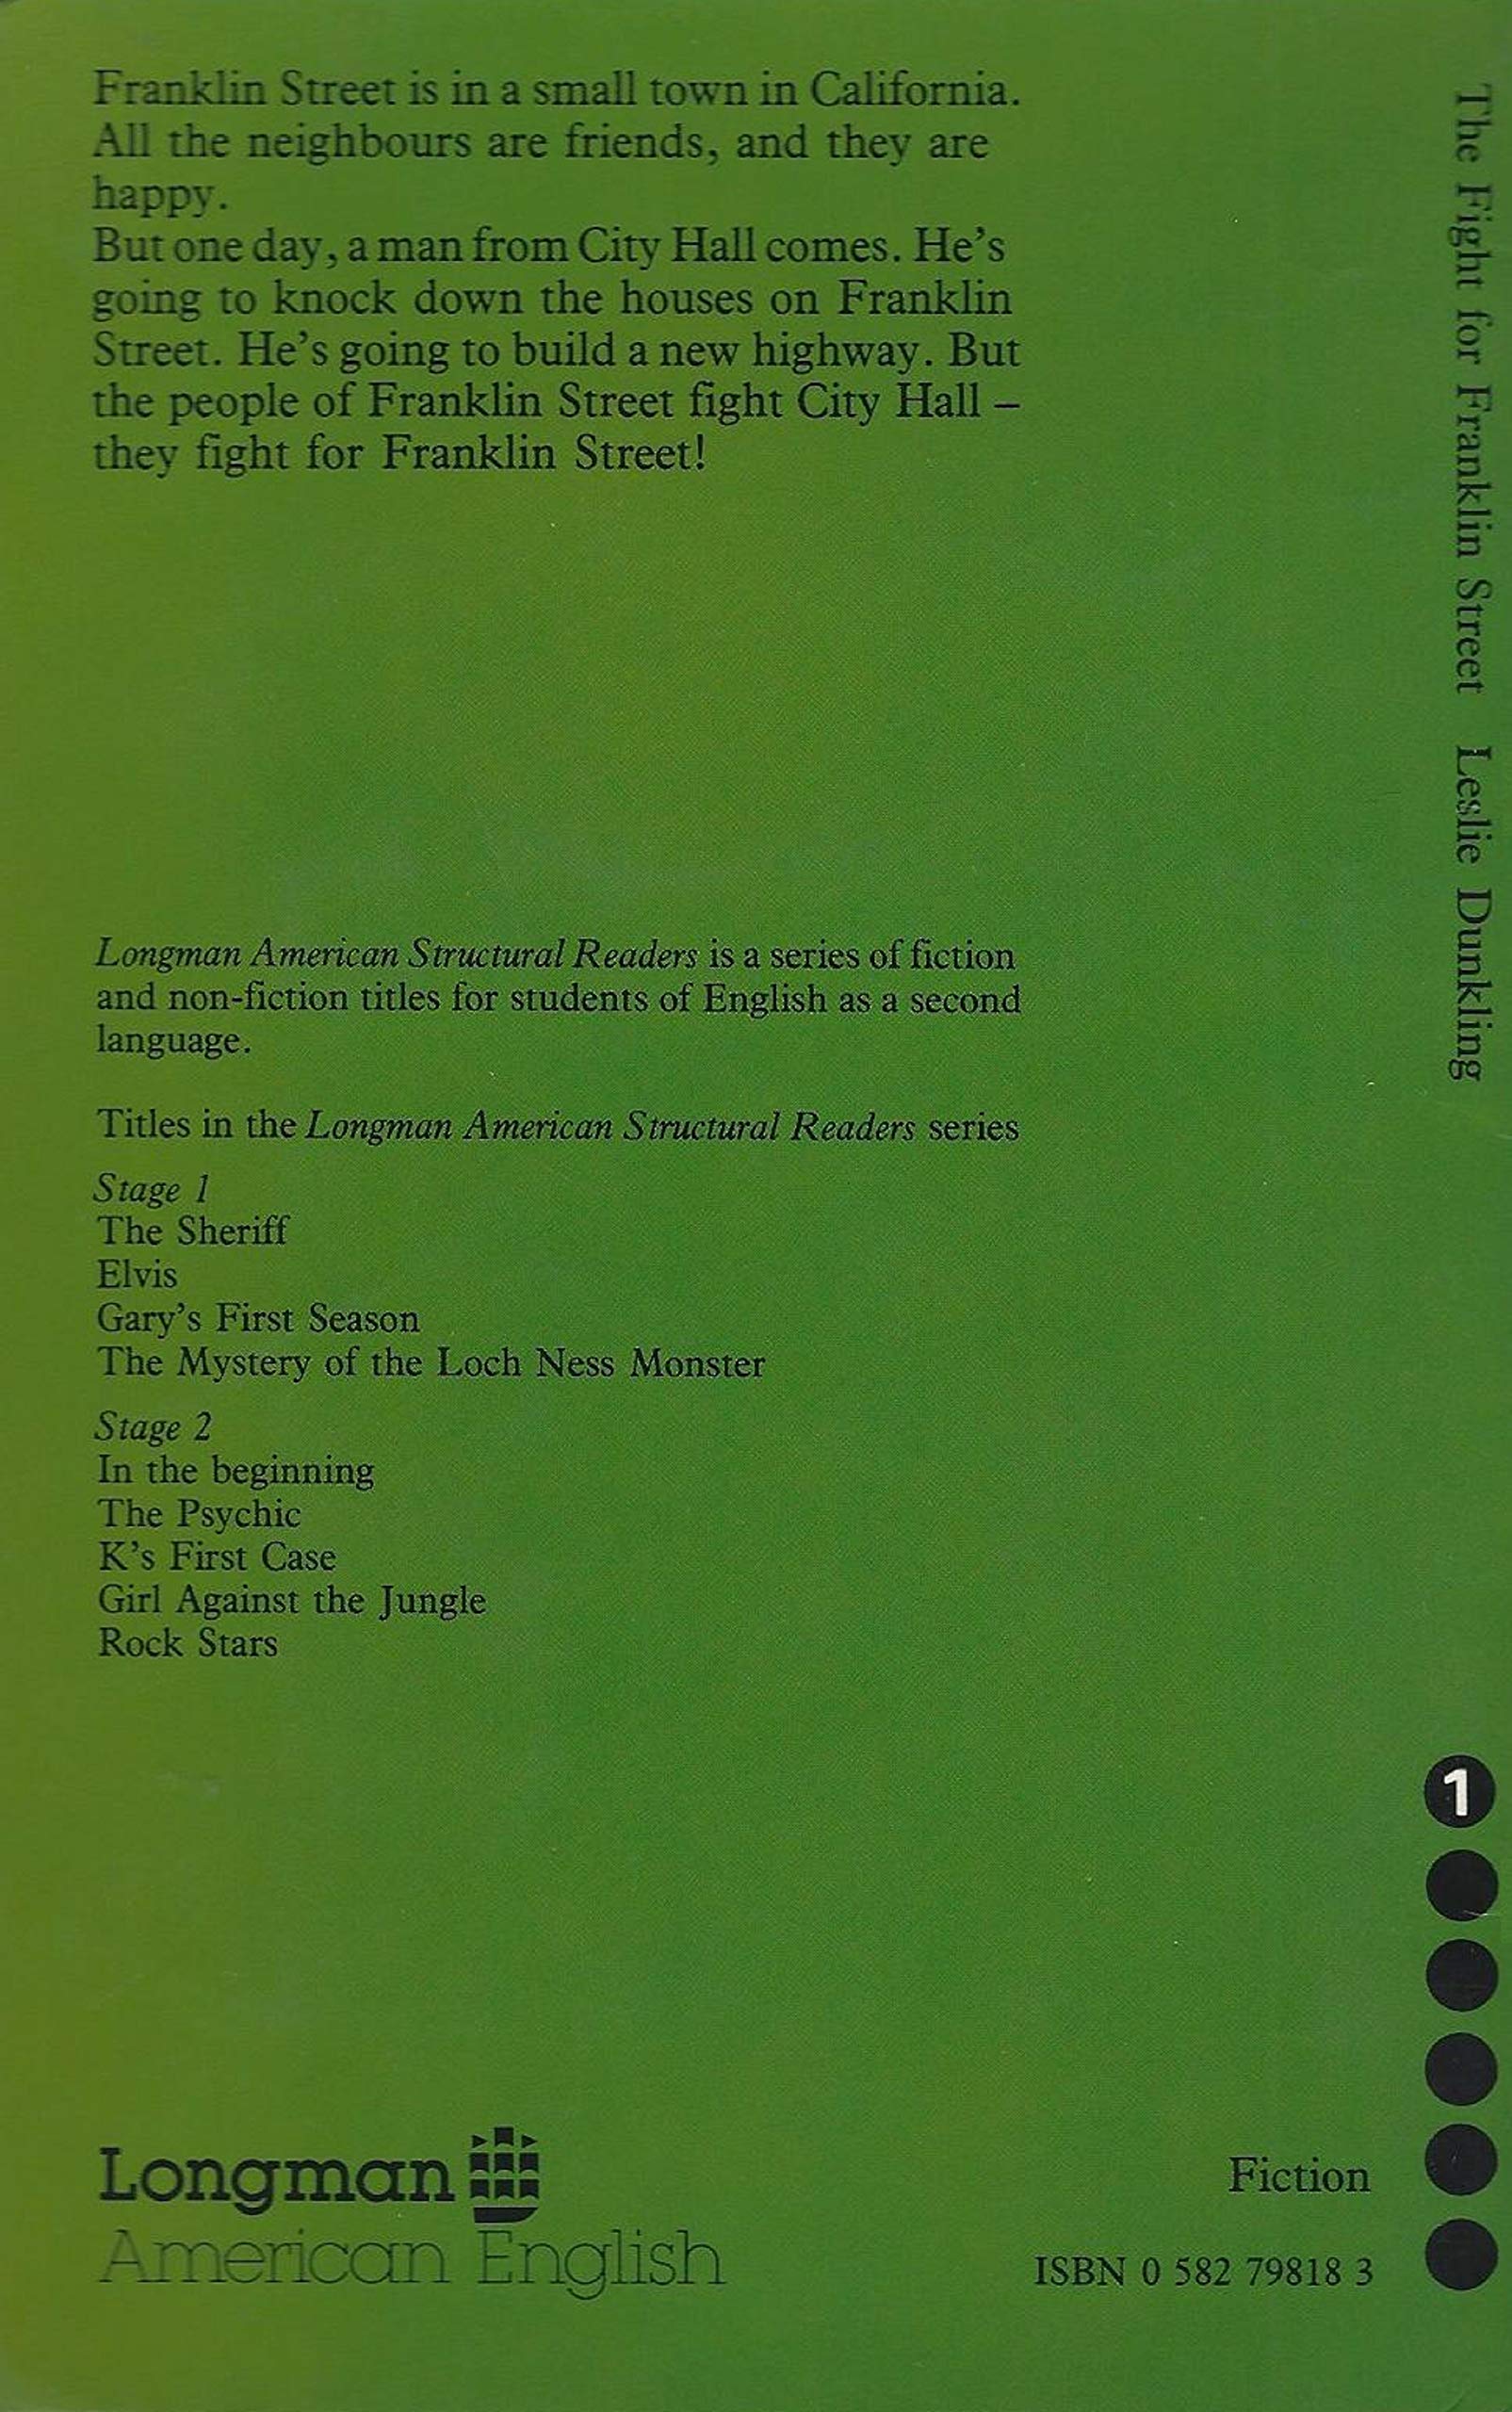 Franklin Street is in a small town in California.
All the neighbours are friends, and they are
happy.
But one day, a man from City Hall comes. He's
going to knock down the houses on Franklin
Street. He's going to build a new highway. But
the people of Franklin Street fight City Hall –
they fight for Franklin Street!
Longman American Structural Readers is a series of fiction
and non-fiction titles for students of English as a second
language.
Titles in the Longman American Structural Readers series
Stage 1
The Sheriff
Elvis
Gary's First Season
The Mystery of the Loch Ness Monster
Stage 2
In the beginning
The Psychic
K's First Case
Girl Against the Jungle
Rock Stars
Longman
American English
Fiction
ISBN 0 582 79818 3
The Fight for Franklin Street Leslie Dunkling
1